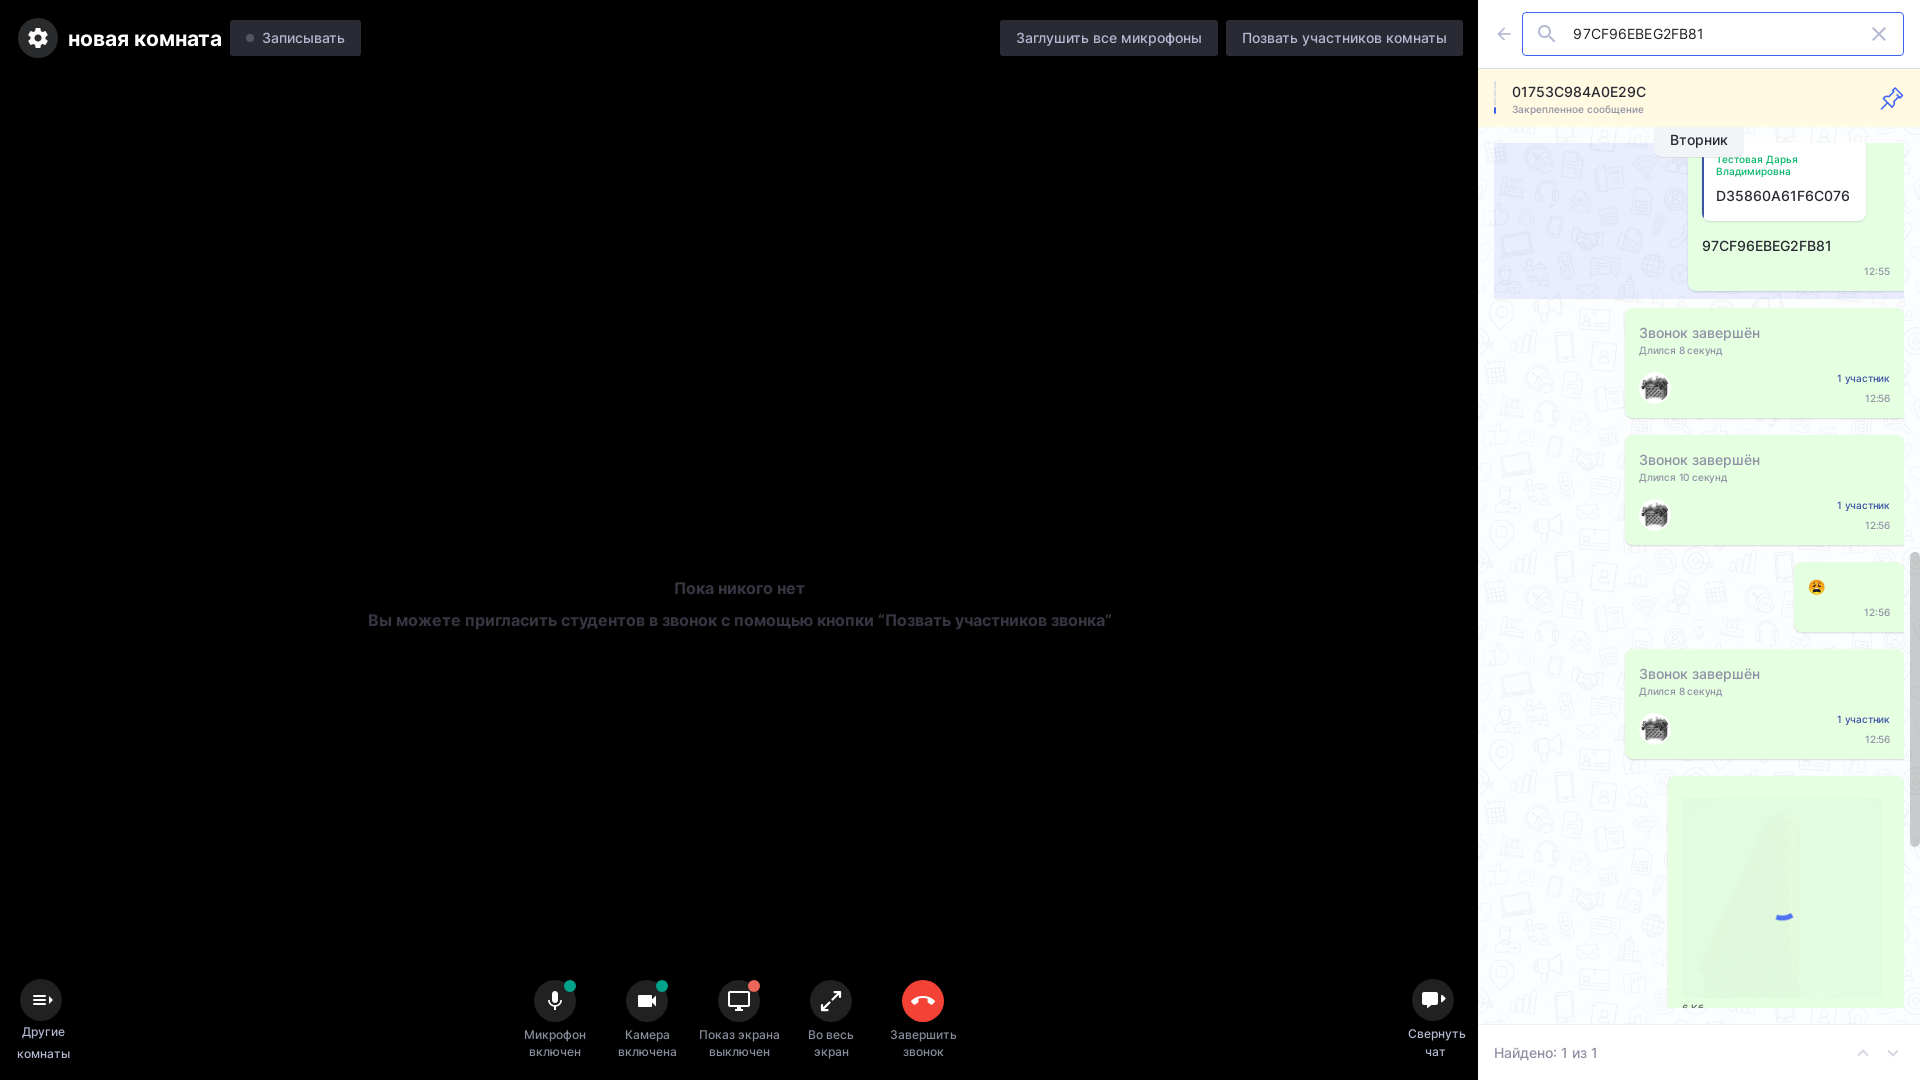 новая комната
Записывать
Заглушить все микрофоны
Позвать участников комнаты
97CF96EBEG2FB81
01753C984A0E29C
Закрепленное сообщение
Вторник
Тестовая Дарья
Владимировна
D35860A61F6C076
97CF96EBEG2FB81
12:55
Звонок завершён
Длился 8 секунд
1 участник
12:56
Звонок завершён
Длился 10 секунд
1 участник
12:56
12:56
Звонок завершён
Длился 8 секунд
1 участник
12:56
6 Кб
Найдено: 1 из 1
Пока никого нет
Вы можете пригласить студентов в звонок с помощью кнопки “Позвать участников звонка”
Другие
комнаты
Микрофон
включен
Камера
включена
Показ экрана
выключен
Во весь
экран
Завершить
звонок
Свернуть
чат